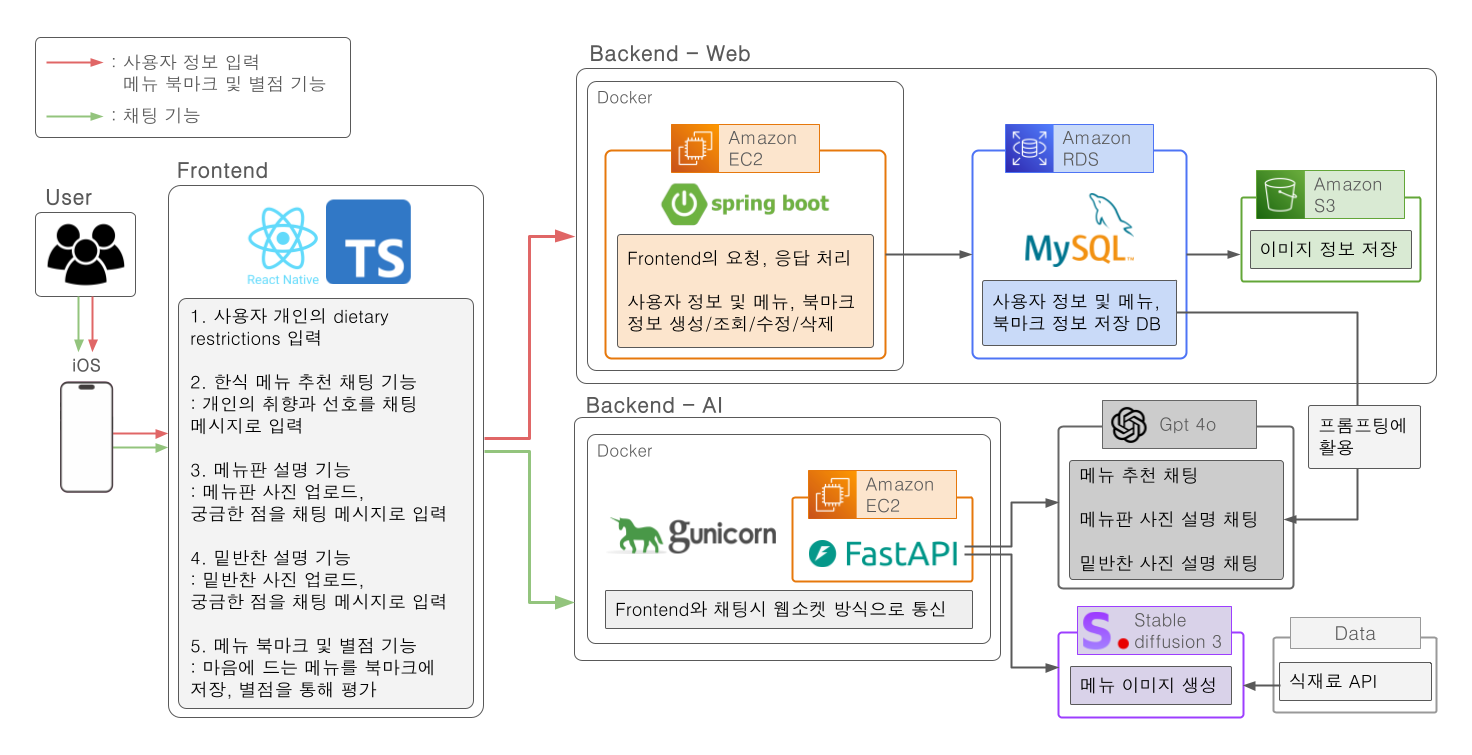 : 사용자 정보 입력
메뉴 북마크 및 별점 기능
: 채팅 기능
User
iOS
Frontend
React Native
TS
1. 사용자 개인의 dietary
restrictions 입력
2. 한식 메뉴 추천 채팅 기능
: 개인의 취향과 선호를 채팅
메시지로 입력
3. 메뉴판 설명 기능
: 메뉴판 사진 업로드,
궁금한 점을 채팅 메시지로 입력
4. 밑반찬 설명 기능
: 밑반찬 사진 업로드,
궁금한 점을 채팅 메시지로 입력
5. 메뉴 북마크 및 별점 기능
: 마음에 드는 메뉴를 북마크에
저장, 별점을 통해 평가
Backend - Web
Docker
Amazon
EC2
spring boot
Frontend의 요청, 응답 처리
사용자 정보 및 메뉴, 북마크
정보 생성/조회/수정/삭제
Amazon
RDS
MySQL™
사용자 정보 및 메뉴,
북마크 정보 저장 DB
Amazon
S3
이미지 정보 저장
Backend - AI
Docker
gunicorn
Amazon
EC2
FastAPI
Frontend와 채팅시 웹소켓 방식으로 통신
Gpt 4o
메뉴 추천 채팅
메뉴판 사진 설명 채팅
밑반찬 사진 설명 채팅
프롬프팅에
활용
S.
Stable
diffusion 3
메뉴 이미지 생성
Data
식재료 API